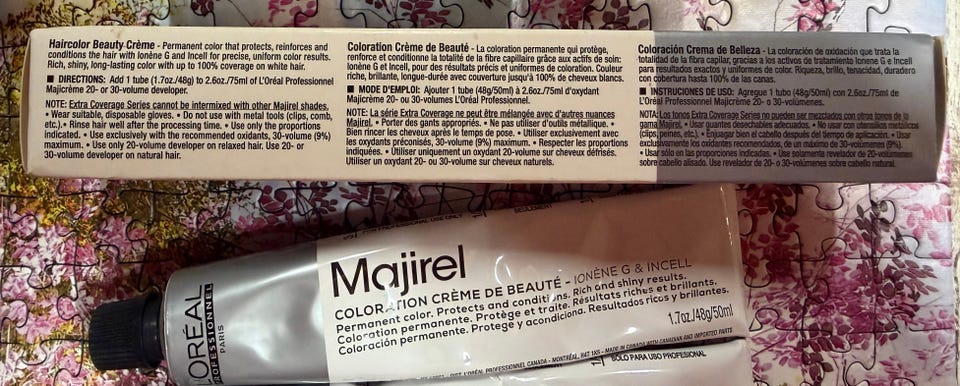 Haircolor Beauty Crème - Permanent color that protects, reinforces and
conditions the hair with Ionène G and Incell for precise, uniform color results.
Rich, shiny, long-lasting color with up to 100% coverage on white hair.
■ DIRECTIONS: Add 1 tube (1.7oz./48g) to 2.6oz/75ml of L'Oréal Professionnel
Majicrème 20- or 30-volume developer.
NOTE: Extra Coverage Series cannot be intermixed with other Majirel shades.
• Wear suitable, disposable gloves. • Do not use with metal tools (clips, comb,
etc.).• Rinse hair well after the processing time. • Use only the proportions
indicated. • Use exclusively with the recommended oxidants, 30-volume (9%)
maximum. • Use only 20-volume developer on relaxed hair. Use 20- or
30-volume developer on natural hair.
Coloration Crème de Beauté - La coloration permanente qui protège,
renforce et conditionne la totalité de la fibre capillaire grâce aux actifs de soin:
Ionène G et Incell, pour des résultats précis et uniformes de coloration. Couleur
riche, brillante, longue-durée avec couverture jusqu'à 100% de cheveux blancs.
■ MODE D'EMPLOI: Ajouter 1 tube (48g/50ml) à 2.6oz./75ml d'oxydant
Majicrème 20- ou 30-volumes L'Oréal Professionnel.
NOTE: La série Extra Coverage ne peut être mélangée avec d'autres nuances
Majirel. • Porter des gants appropriés. • Ne pas utiliser d'outils métallique. •
Bien rincer les cheveux après le temps de pose. • Utiliser exclusivement avec
les oxydants préconisés, 30-volume (9%) maximum. • Respecter les proportions
indiquées. • Utiliser uniquement un oxydant 20-volume sur cheveux défrisés.
Utiliser un oxydant 20- ou 30-volume sur cheveux naturels.
Coloración Crema de Belleza - La coloración de oxidación que trata la
totalidad de la fibra capilar, gracias a los activos de tratamiento Ionene G e Incell
para resultados exactos y uniformes de color. Riqueza, brillo, tenacidad, duradero
con cobertura hasta 100% de las canas.
■ INSTRUCCIONES DE USO: Agregue 1 tubo (48g/50ml) con 2.6oz./75ml de
L'Oréal Professionnel Majicrème 20- o 30-volúmenes.
NOTA: Los tonos Extra Coverage Series no pueden ser mezclados con otros tonos de la
gama Majirel. • Usar guantes desechables adecuados. • No usar con utensilios metálicos
(clips, peines, etc.). • Enjuagar bien el cabello después del tiempo de aplicación. • Usar
exclusivamente los oxidantes recomendados, de un máximo de 30-volúmenes (9%).
• Usar sólo en las proporciones indicadas. • Use solamente revelador de 20-volúmenes
sobre cabello alisado. Use revelador de 20- o 30-volúmenes sobre cabello natural.
FOR PROFESSIONAL USE ONLY
SEULEMENT
L'ORÉAL
PROFESSIONNEL
PARIS
Majirel
COLORATION CRÈME DE BEAUTÉ - IONÈNE G & INCELL
Permanent color. Protects and conditions. Rich and shiny results.
Coloration permanente. Protège et traite. Résultats riches et brillants.
Coloración permanente. Protege y acondiciona. Resultados ricos y brillantes.
1.7oz./48g/50ml
DIST. L'ORÉAL PROFESSIONNEL CANADA - MONTRÉAL, H4T 1K5 - MADE IN CANADA WITH CANADIAN AND IMPORTED PARTS
SOLO PARA USO PROFESIONAL